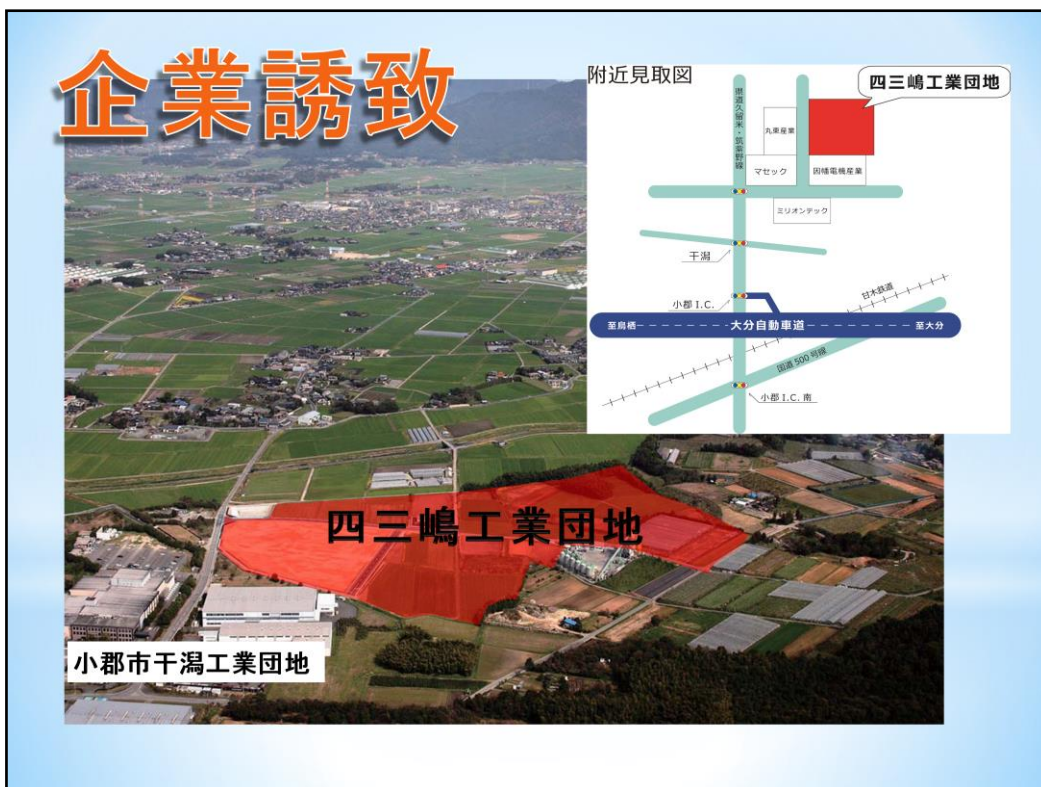 企業誘致
附近見取図
四三嶋工業団地
県道久留米・筑紫野線
丸東産業
マセック
因幡電機産業
ミリオンテック
干潟
小郡 I.C.
甘木鉄道
至鳥栖
大分自動車道
至大分
国道 500 号線
小郡 I.C. 南
四三嶋工業団地
小郡市干潟工業団地